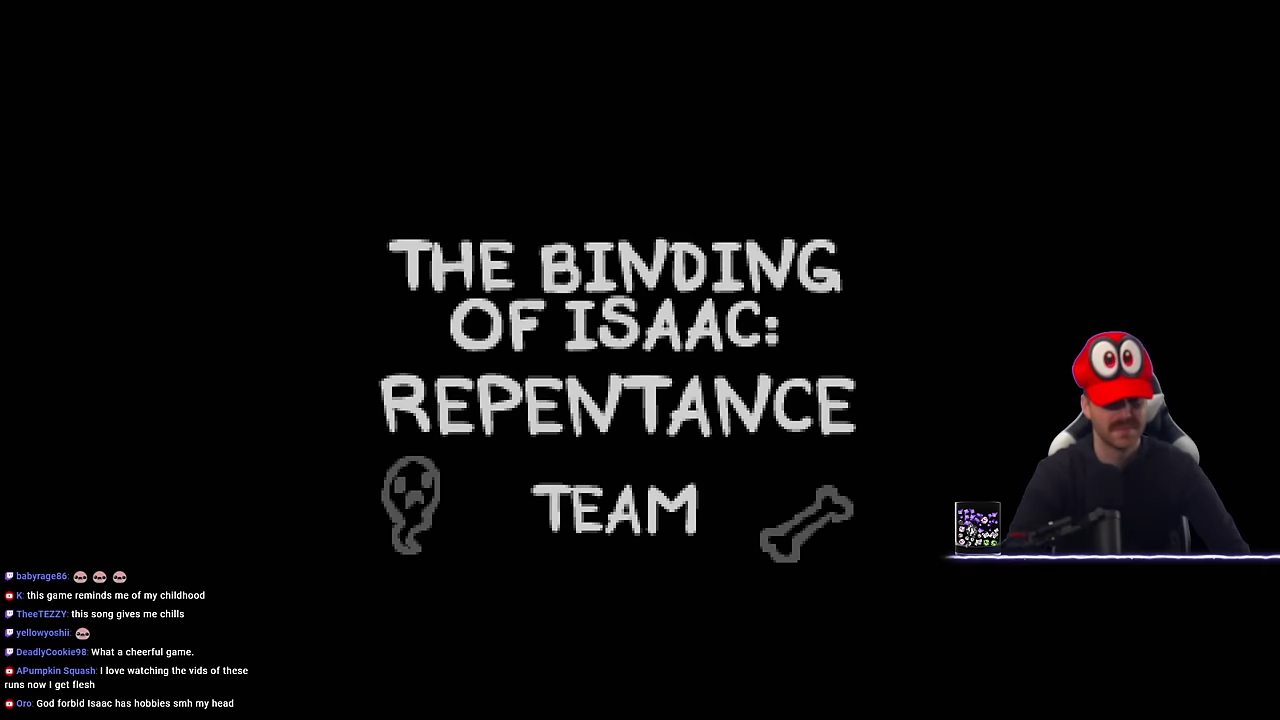 THE BINDING
OF ISAAC:
REPENTANCE
TEAM
babyrage86:
K: this game reminds me of my childhood
TheeTEZZY: this song gives me chills
yellowyoshii:
DeadlyCookie98: What a cheerful game.
APumpkin Squash: I love watching the vids of these
runs now I get flesh
Oro: God forbid Isaac has hobbies smh my head